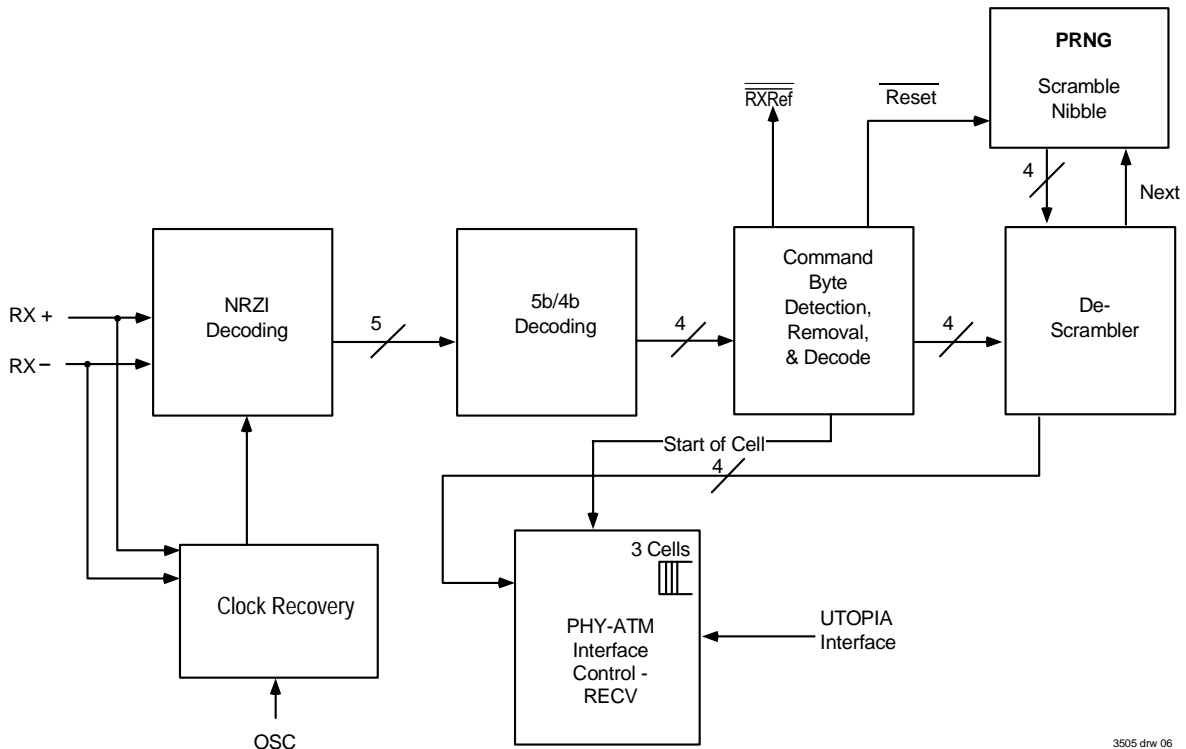 PRNG
Scramble
Nibble
RXRef
Reset
4
Next
RX +
RX –
NRZI
Decoding
5
5b/4b
Decoding
4
Command
Byte
Detection,
Removal,
& Decode
4
De-
Scrambler
Start of Cell
4
Clock Recovery
OSC
3 Cells
PHY-ATM
Interface
Control -
RECV
UTOPIA
Interface
3505 drw 06